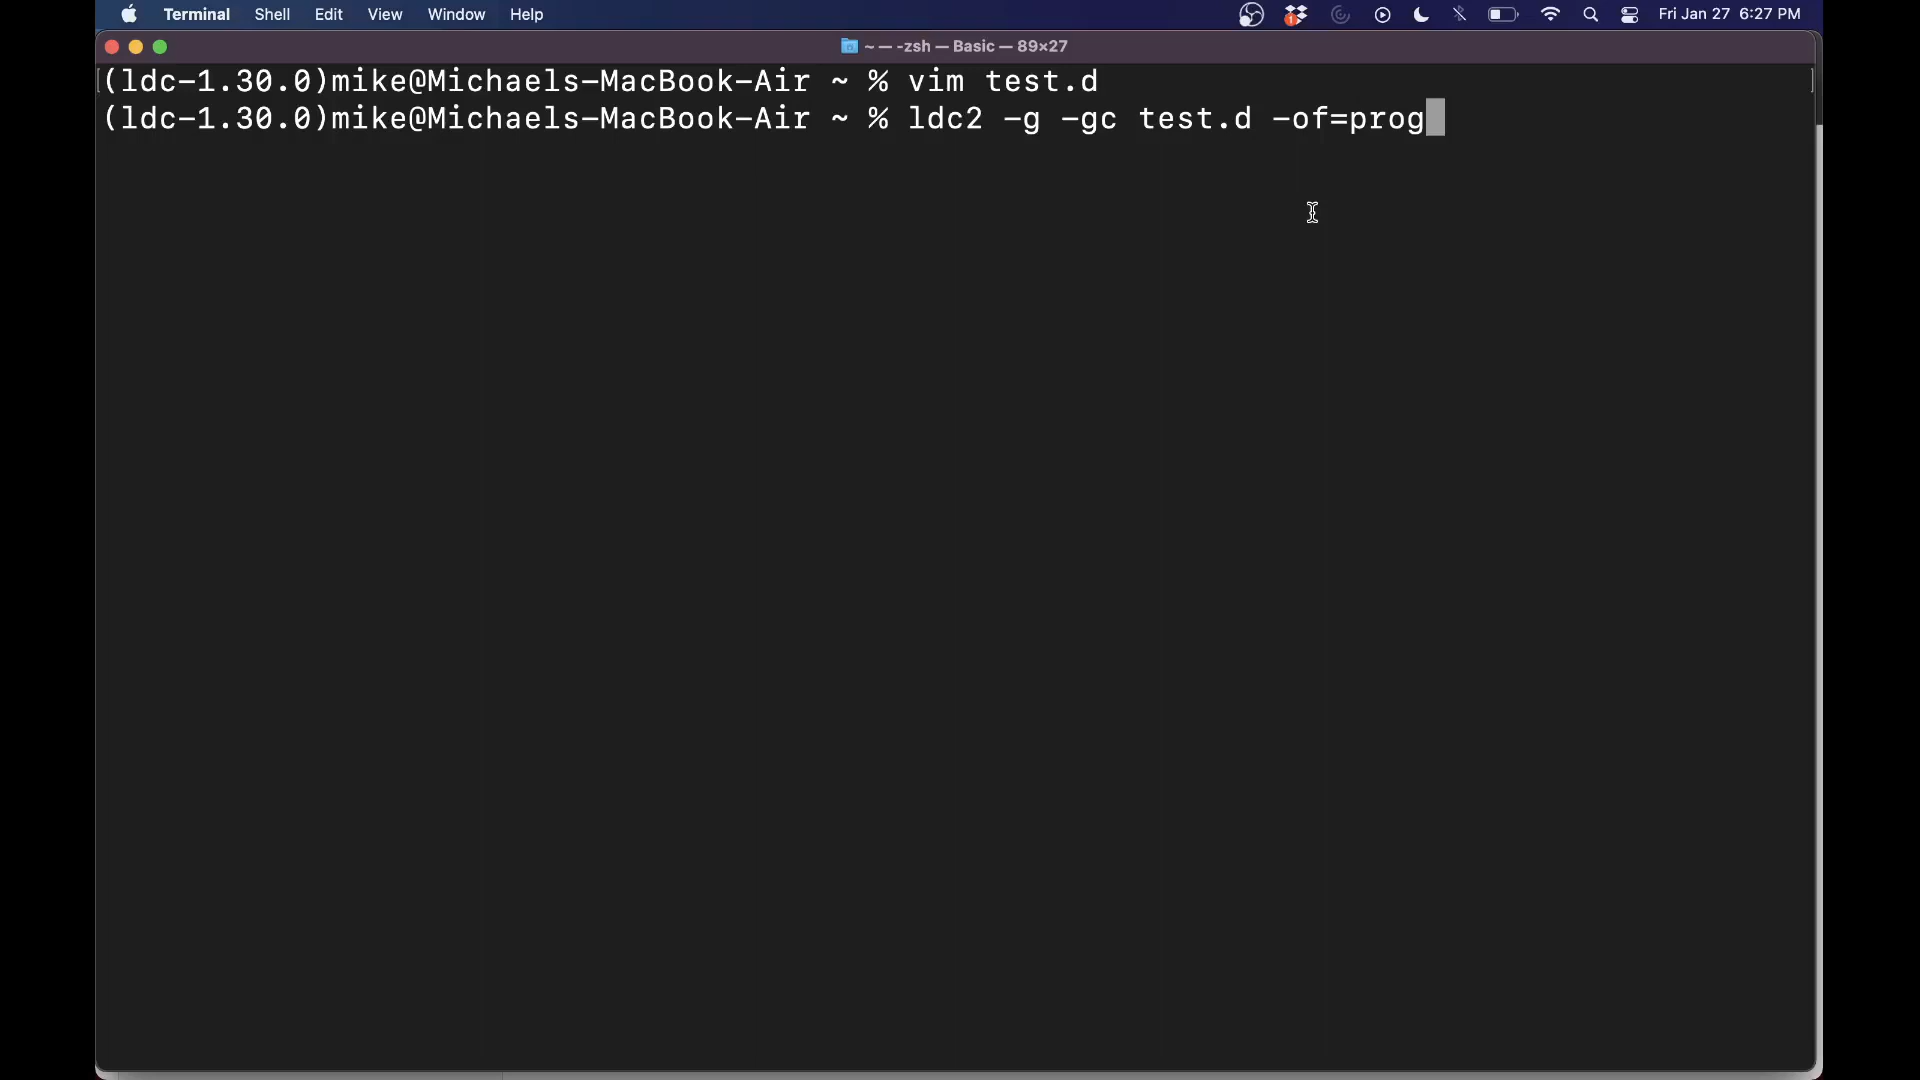 Terminal Shell Edit View Window Help 1 Fri Jan 27 6:27 PM
~ — -zsh — Basic — 89×27
(ldc-1.30.0)mike@Michaels-MacBook-Air ~ % vim test.d
(ldc-1.30.0)mike@Michaels-MacBook-Air ~ % ldc2 -g -gc test.d -of=prog